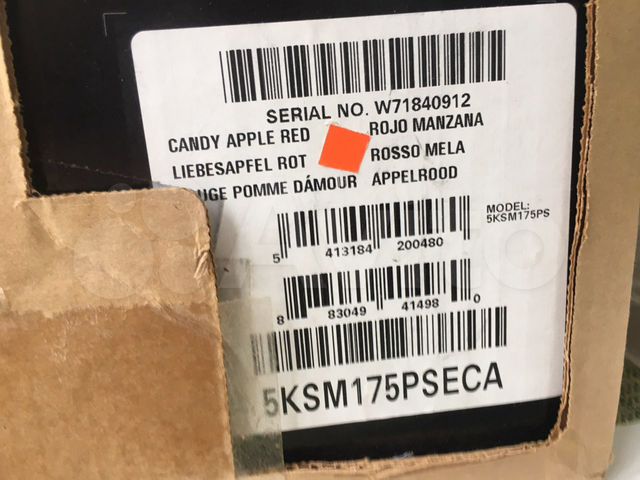 SERIAL NO. W71840912
CANDY APPLE RED ROJO MANZANA
LIEBESAPFEL ROT ROSSO MELA
POMME DÁMOUR APPELROOD
MODEL:
5KSM175PS
5 413184 200480
8 83049 41498 0
5KSM175PSECA